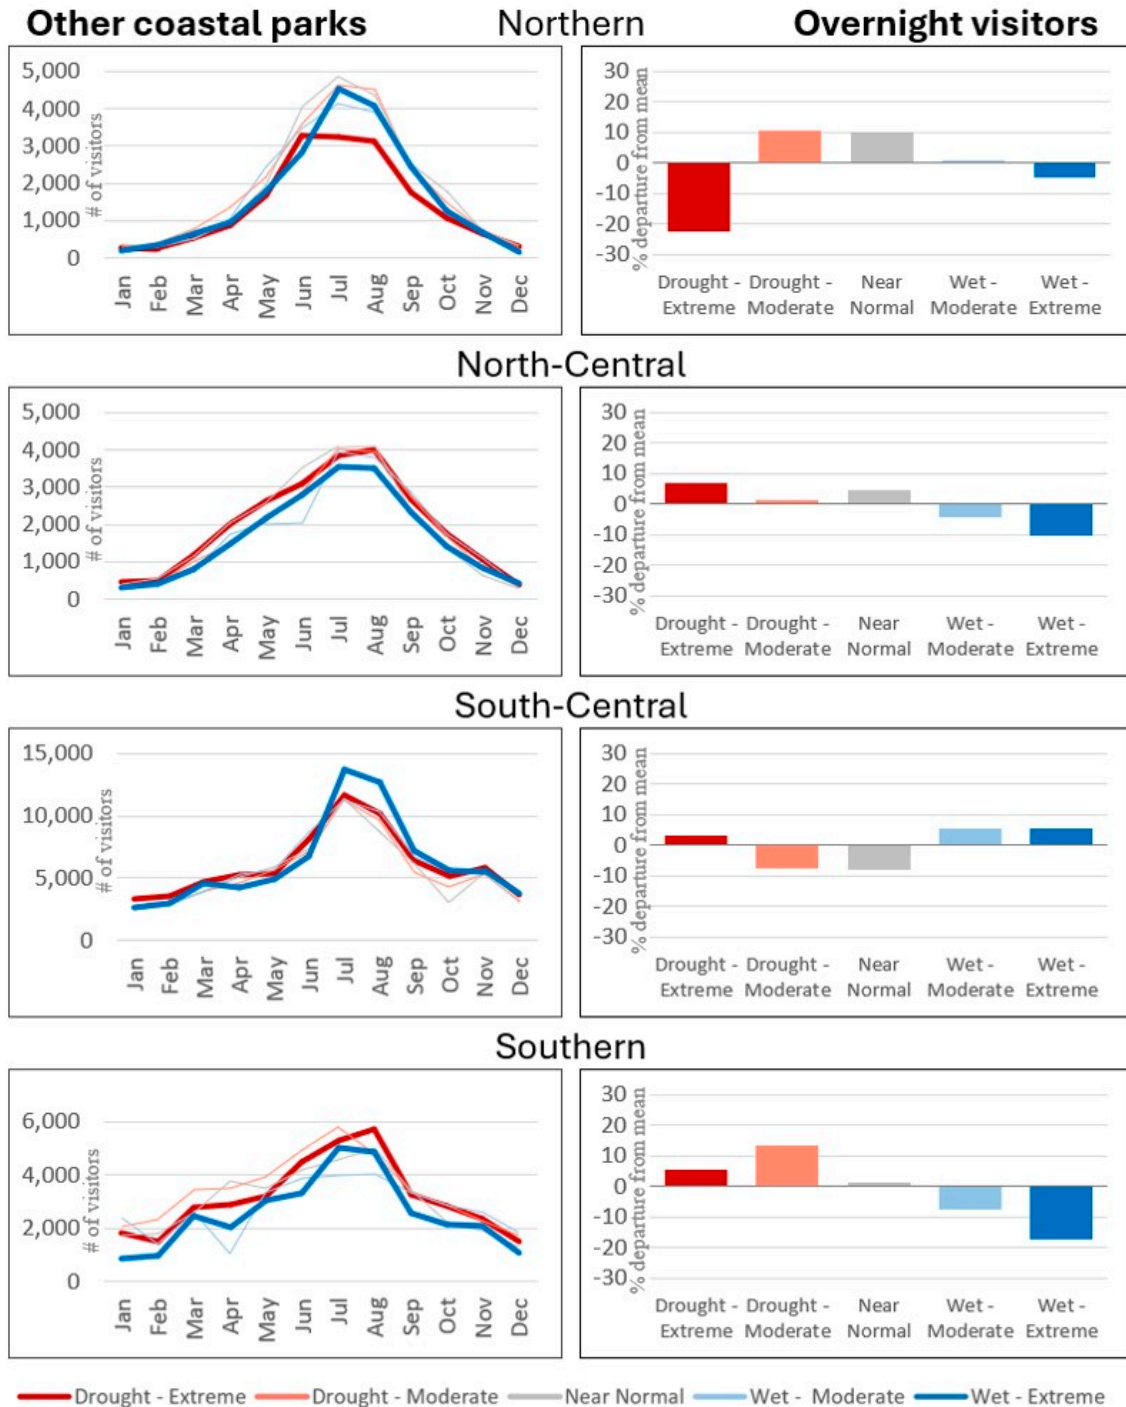 Other coastal parks Northern Overnight visitors
5,000
4,000
3,000
2,000
1,000
0
# of visitors
Jan Feb Mar Apr May Jun Jul Aug Sep Oct Nov Dec
30
20
10
0
-10
-20
-30
% departure from mean
Drought - Drought - Near Wet - Wet -
Extreme Moderate Normal Moderate Extreme
North-Central
5,000
4,000
3,000
2,000
1,000
0
# of visitors
Jan Feb Mar Apr May Jun Jul Aug Sep Oct Nov Dec
30
20
10
0
-10
-20
-30
% departure from mean
Drought - Drought - Near Wet - Wet -
Extreme Moderate Normal Moderate Extreme
South-Central
15,000
10,000
5,000
0
# of visitors
Jan Feb Mar Apr May Jun Jul Aug Sep Oct Nov Dec
30
20
10
0
-10
-20
-30
% departure from mean
Drought - Drought - Near Wet - Wet -
Extreme Moderate Normal Moderate Extreme
Southern
6,000
4,000
2,000
0
# of visitors
Jan Feb Mar Apr May Jun Jul Aug Sep Oct Nov Dec
30
20
10
0
-10
-20
-30
% departure from mean
Drought - Drought - Near Wet - Wet -
Extreme Moderate Normal Moderate Extreme
Drought - Extreme Drought - Moderate Near Normal Wet - Moderate Wet - Extreme